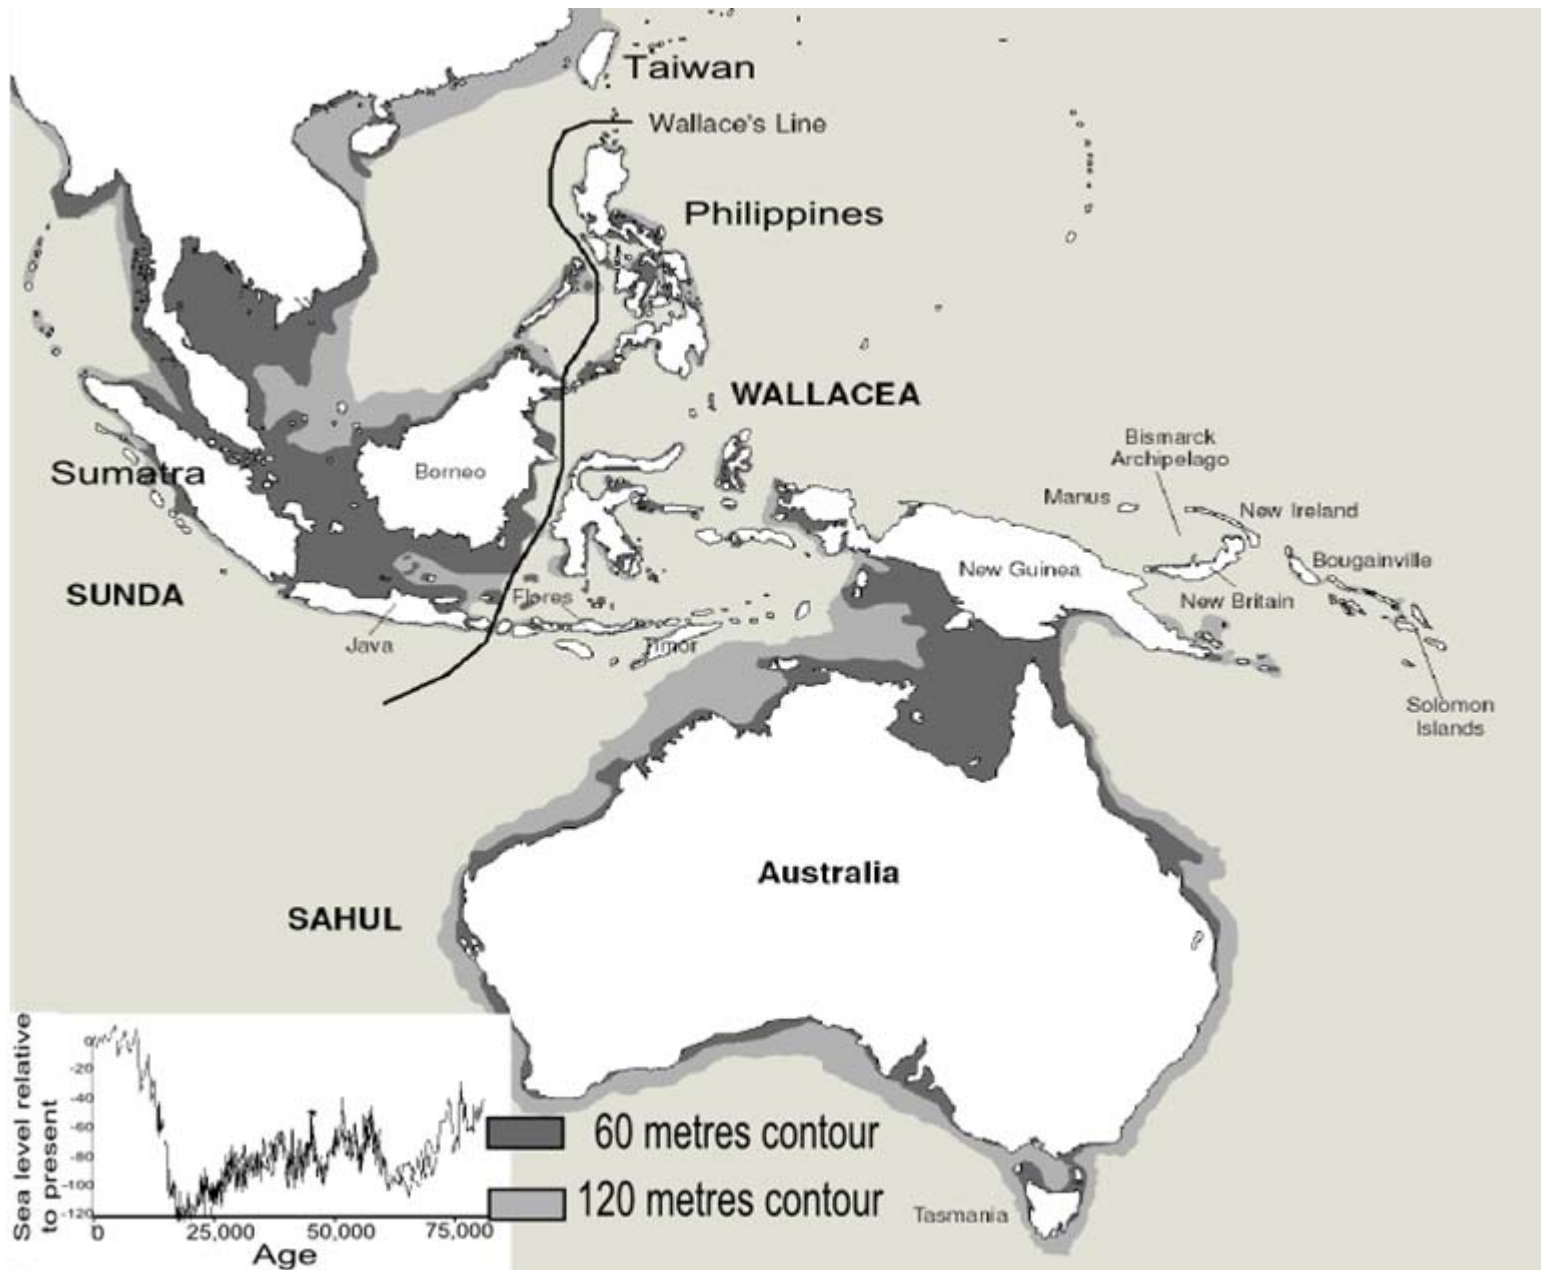 Taiwan
Wallace's Line
Philippines
WALLACEA
Bismarck
Archipelago
Sumatra
Borneo
Manus
New Ireland
Bougainville
New Guinea
SUNDA
Flores
New Britain
Java
Timor
Solomon
Islands
Australia
SAHUL
Sea level relative
to present
0
-20
-40
-60
-80
-100
-120
0
25,000
50,000
75,000
Age
60 metres contour
120 metres contour
Tasmania